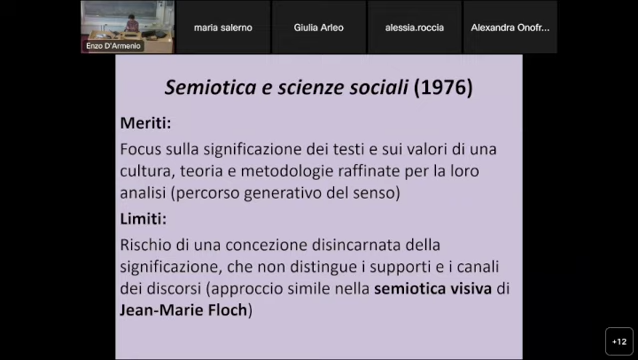 Enzo D'Armenio
maria salerno
Giulia Arleo
alessia.roccia
Alexandra Onofr...
Semiotica e scienze sociali (1976)
Meriti:
Focus sulla significazione dei testi e sui valori di una
cultura, teoria e metodologie raffinate per la loro
analisi (percorso generativo del senso)
Limiti:
Rischio di una concezione disincarnata della
significazione, che non distingue i supporti e i canali
dei discorsi (approccio simile nella semiotica visiva di
Jean-Marie Floch)
+12